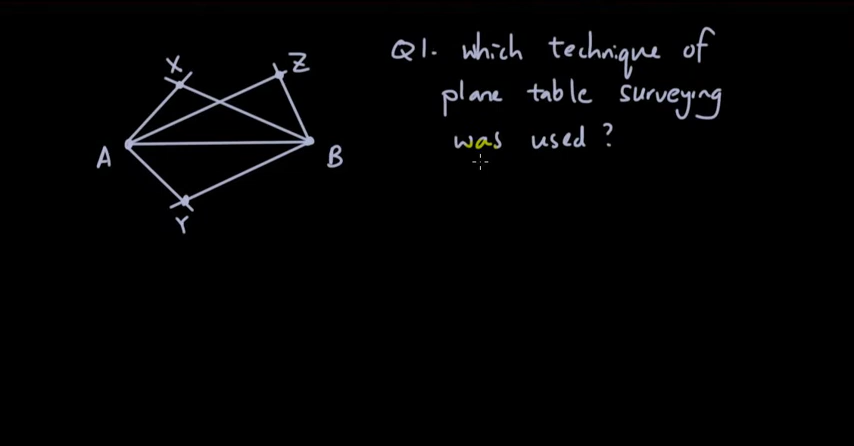 X
Z
A
B
Y
Q1. which technique of
plane table surveying
was used?